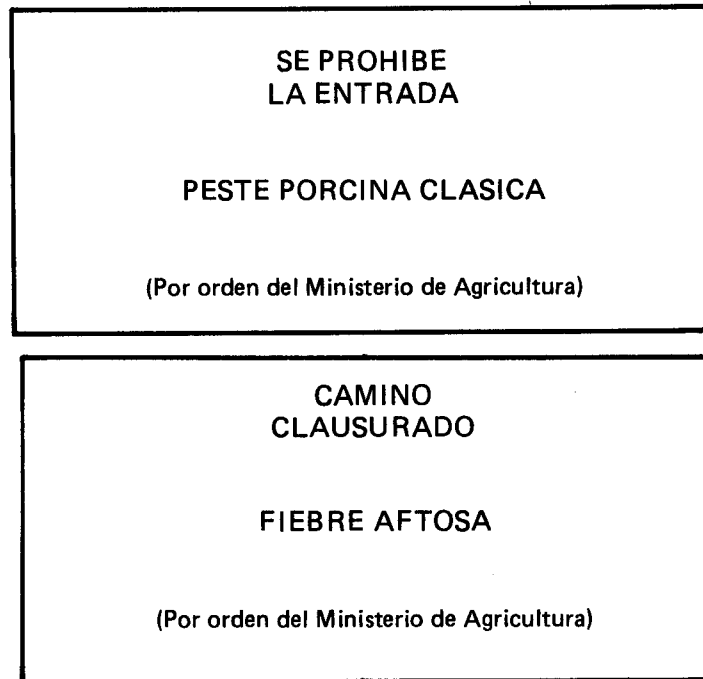 SE PROHIBE
LA ENTRADA
PESTE PORCINA CLASICA
(Por orden del Ministerio de Agricultura)
CAMINO
CLAUSURADO
FIEBRE AFTOSA
(Por orden del Ministerio de Agricultura)